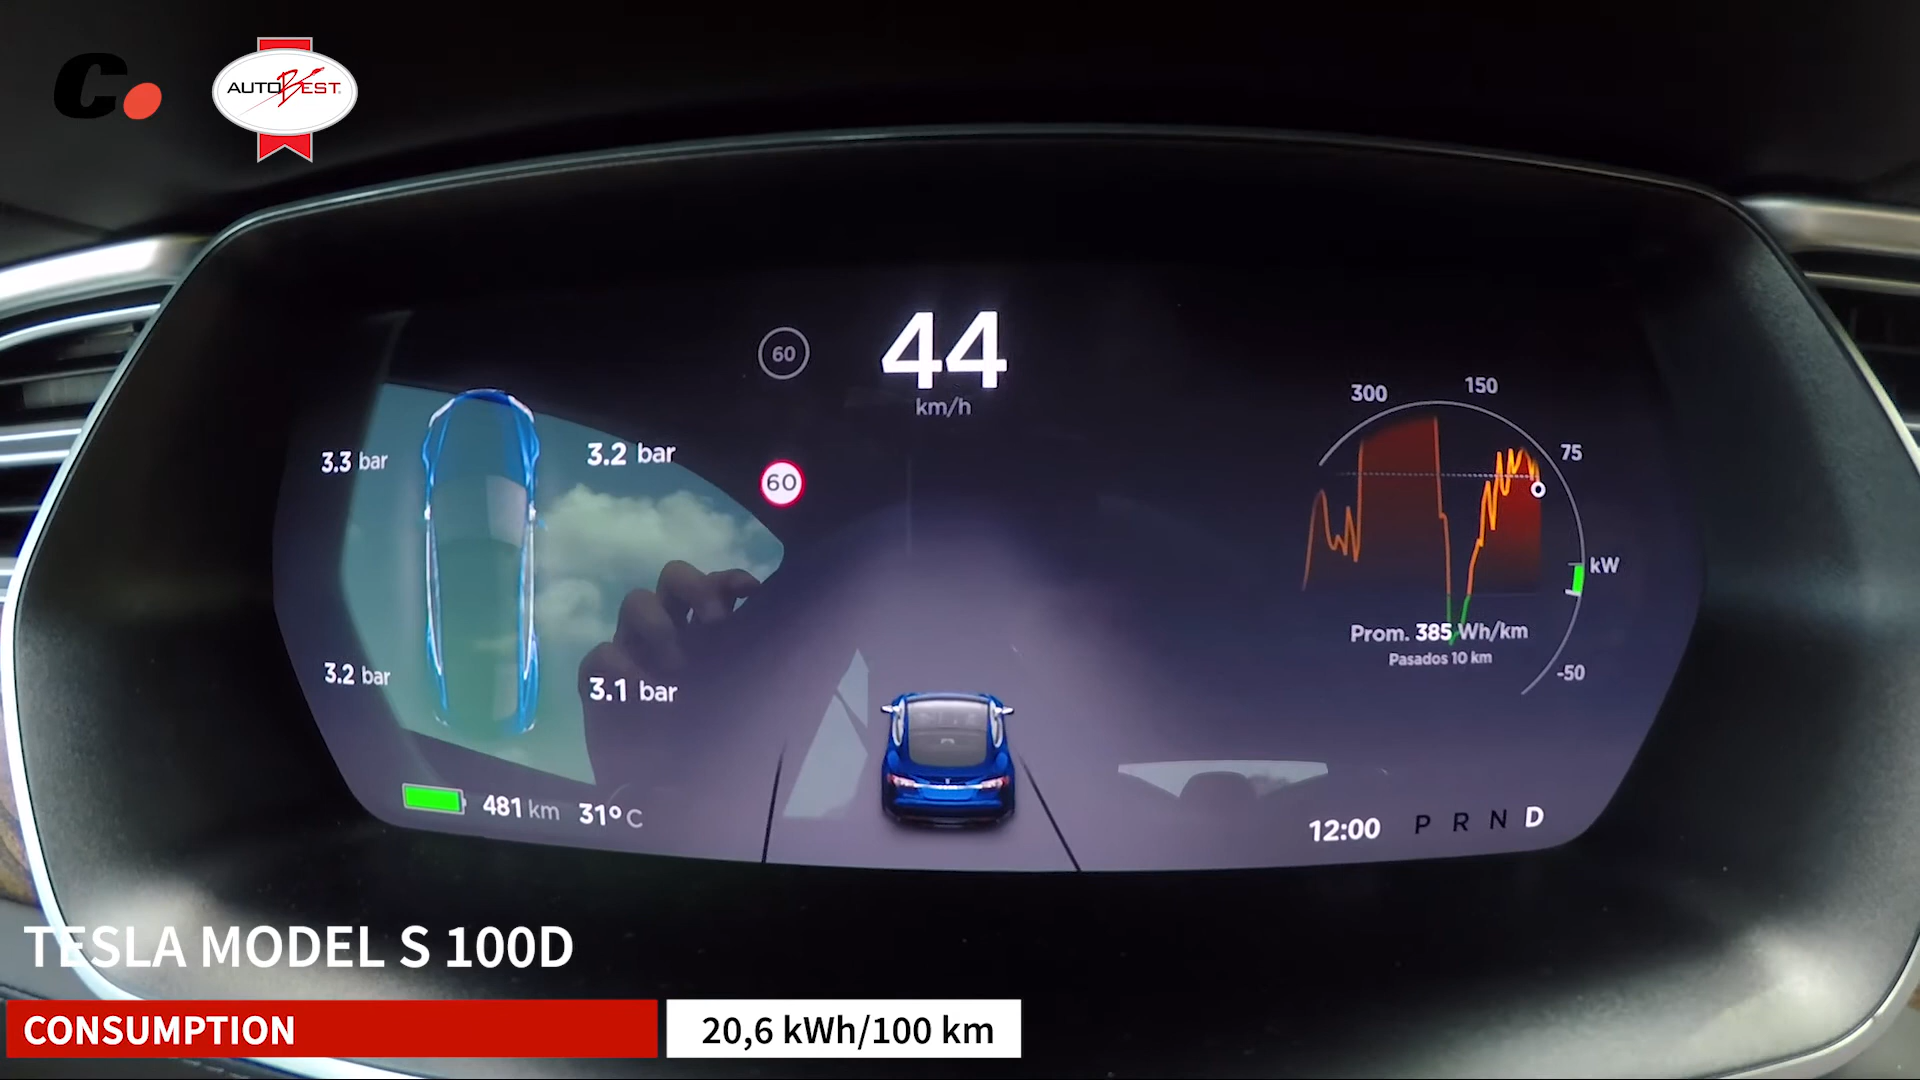 C.
AUTOBEST
44
km/h
60
60
3.3 bar
3.2 bar
3.2 bar
3.1 bar
481 km 31° C
300
150
75
kW
-50
Prom. 385 Wh/km
Pasados 10 km
12:00 P R N D
TESLA MODEL S 100D
CONSUMPTION
20,6 kWh/100 km